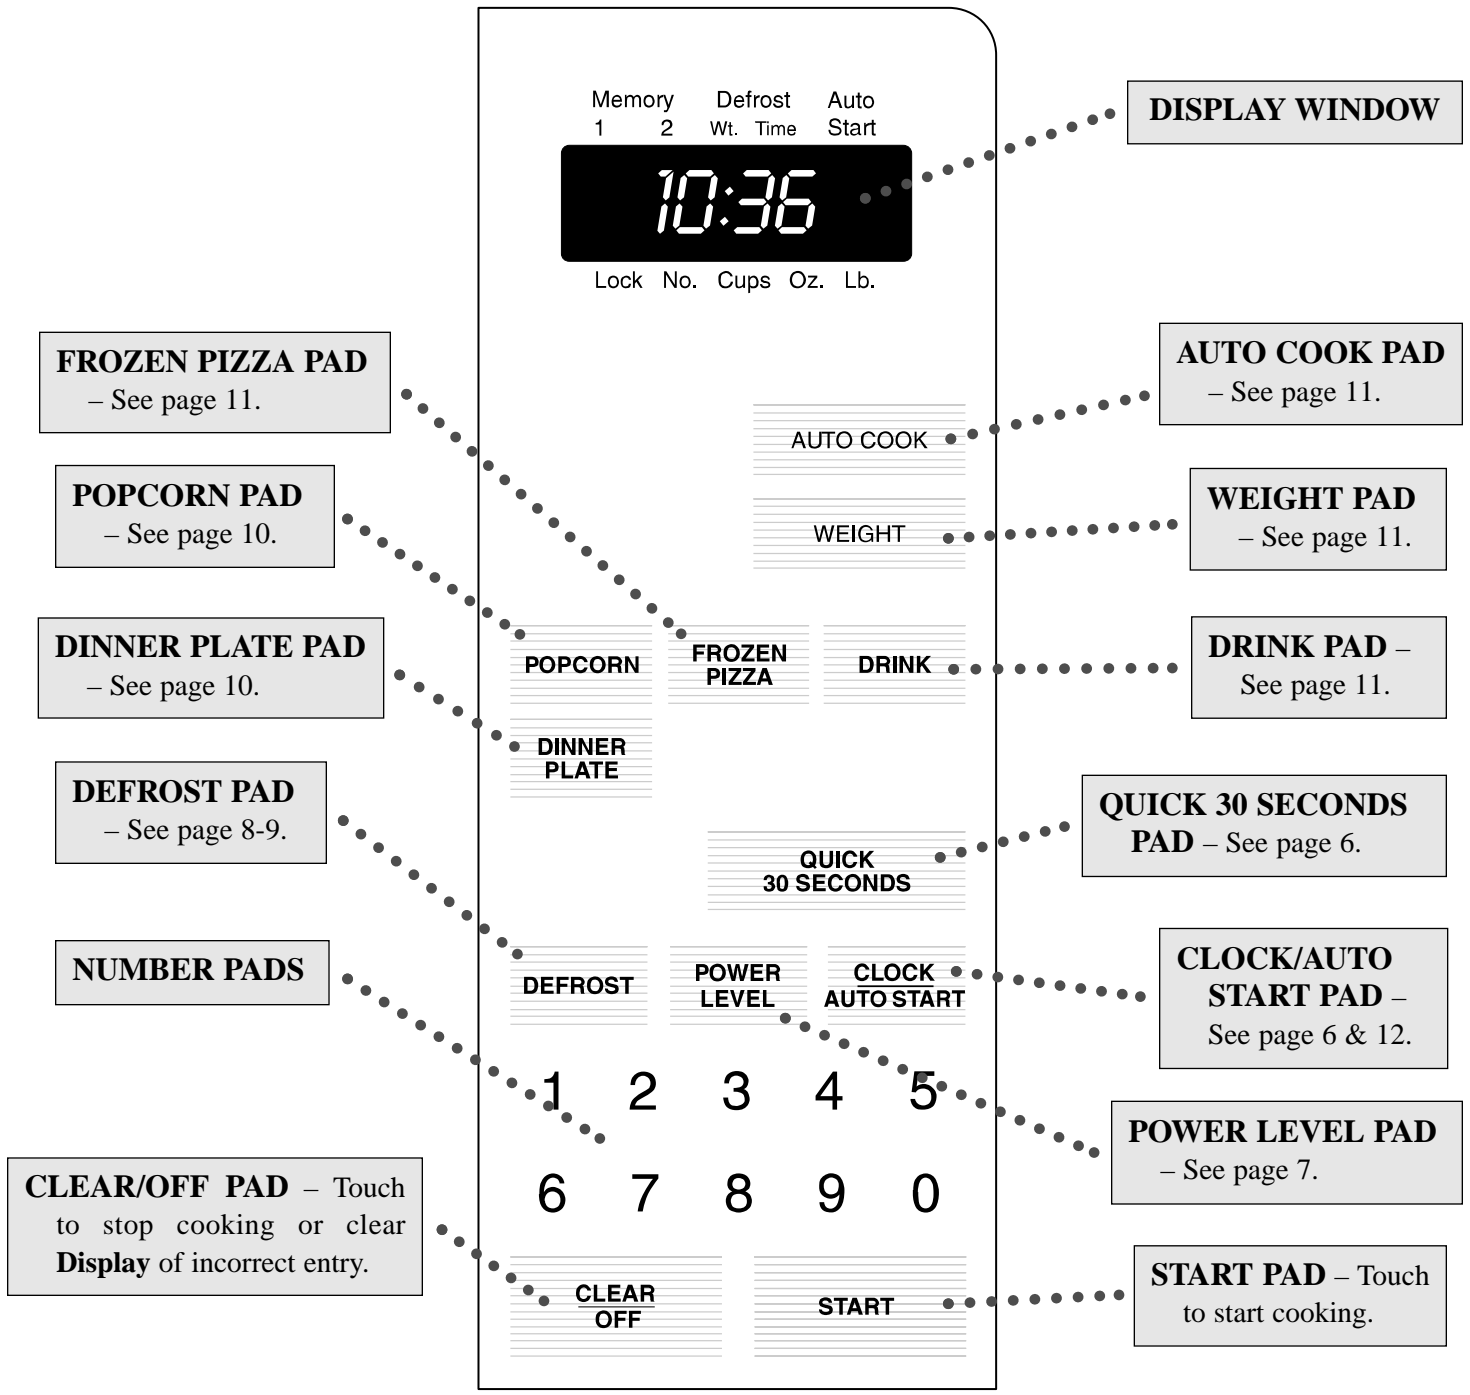 Memory Defrost Auto
1 2 Wt. Time Start
10:36
Lock No. Cups Oz. Lb.
DISPLAY WINDOW
FROZEN PIZZA PAD
– See page 11.
AUTO COOK PAD
– See page 11.
AUTO COOK
POPCORN PAD
– See page 10.
WEIGHT PAD
– See page 11.
WEIGHT
DINNER PLATE PAD
– See page 10.
POPCORN
FROZEN
PIZZA
DRINK
DRINK PAD –
See page 11.
DINNER
PLATE
DEFROST PAD
– See page 8-9.
QUICK
30 SECONDS
QUICK 30 SECONDS
PAD – See page 6.
NUMBER PADS
DEFROST
POWER
LEVEL
CLOCK
AUTO START
CLOCK/AUTO
START PAD –
See page 6 & 12.
1 2 3 4 5
POWER LEVEL PAD
– See page 7.
6 7 8 9 0
CLEAR/OFF PAD – Touch
to stop cooking or clear
Display of incorrect entry.
CLEAR
OFF
START
START PAD – Touch
to start cooking.